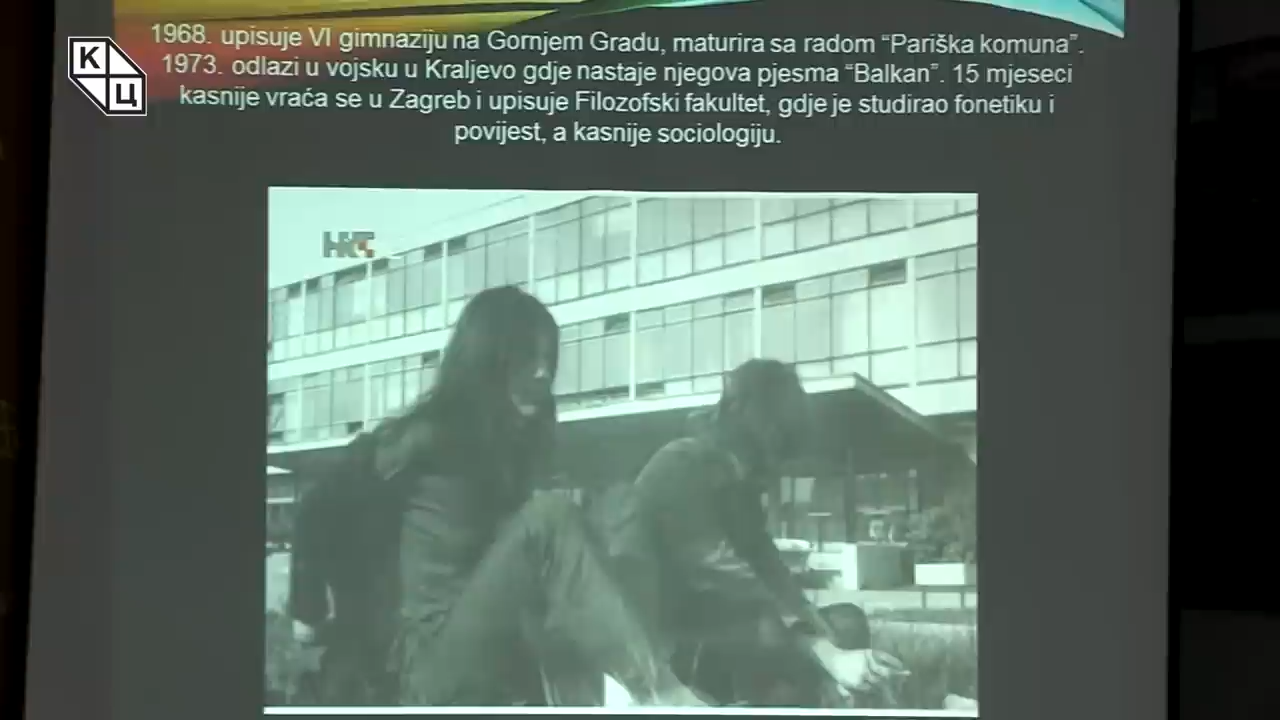 1968. upisuje VI gimnaziju na Gornjem Gradu, maturira sa radom “Pariška komuna”.
1973. odlazi u vojsku u Kraljevo gdje nastaje njegova pjesma “Balkan”. 15 mjeseci
kasnije vraća se u Zagreb i upisuje Filozofski fakultet, gdje je studirao fonetiku i
povijest, a kasnije sociologiju.
К
Ц
HRT